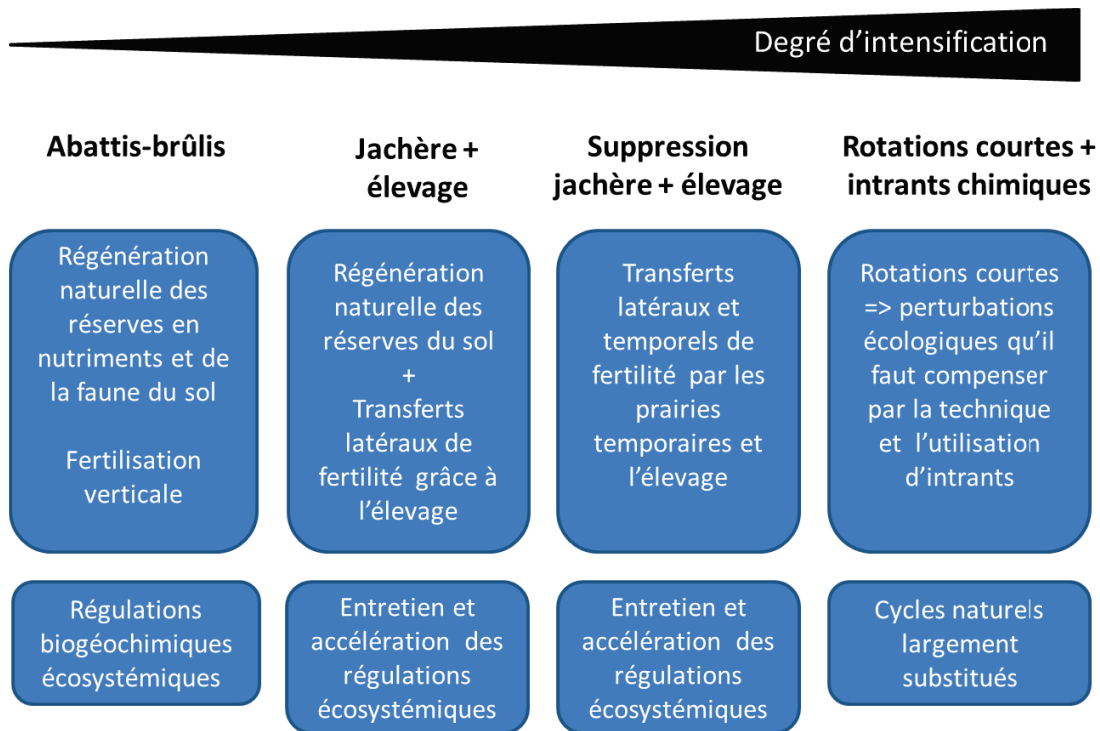 Degré d'intensification
Abattis-brûlis
Jachère +
élevage
Suppression
jachère + élevage
Rotations courtes +
intrants chimiques
Régénération
naturelle des
réserves en
nutriments et de
la faune du sol
Fertilisation
verticale
Régénération
naturelle des
réserves du sol
+
Transferts
latéraux de
fertilité grâce à
l'élevage
Transferts
latéraux et
temporels de
fertilité par les
prairies
temporaires et
l'élevage
Rotations courtes
=> perturbations
écologiques qu'il
faut compenser
par la technique
et l'utilisation
d'intrants
Régulations
biogéochimiques
écosystémiques
Entretien et
accélération des
régulations
écosystémiques
Entretien et
accélération des
régulations
écosystémiques
Cycles naturels
largement
substitués